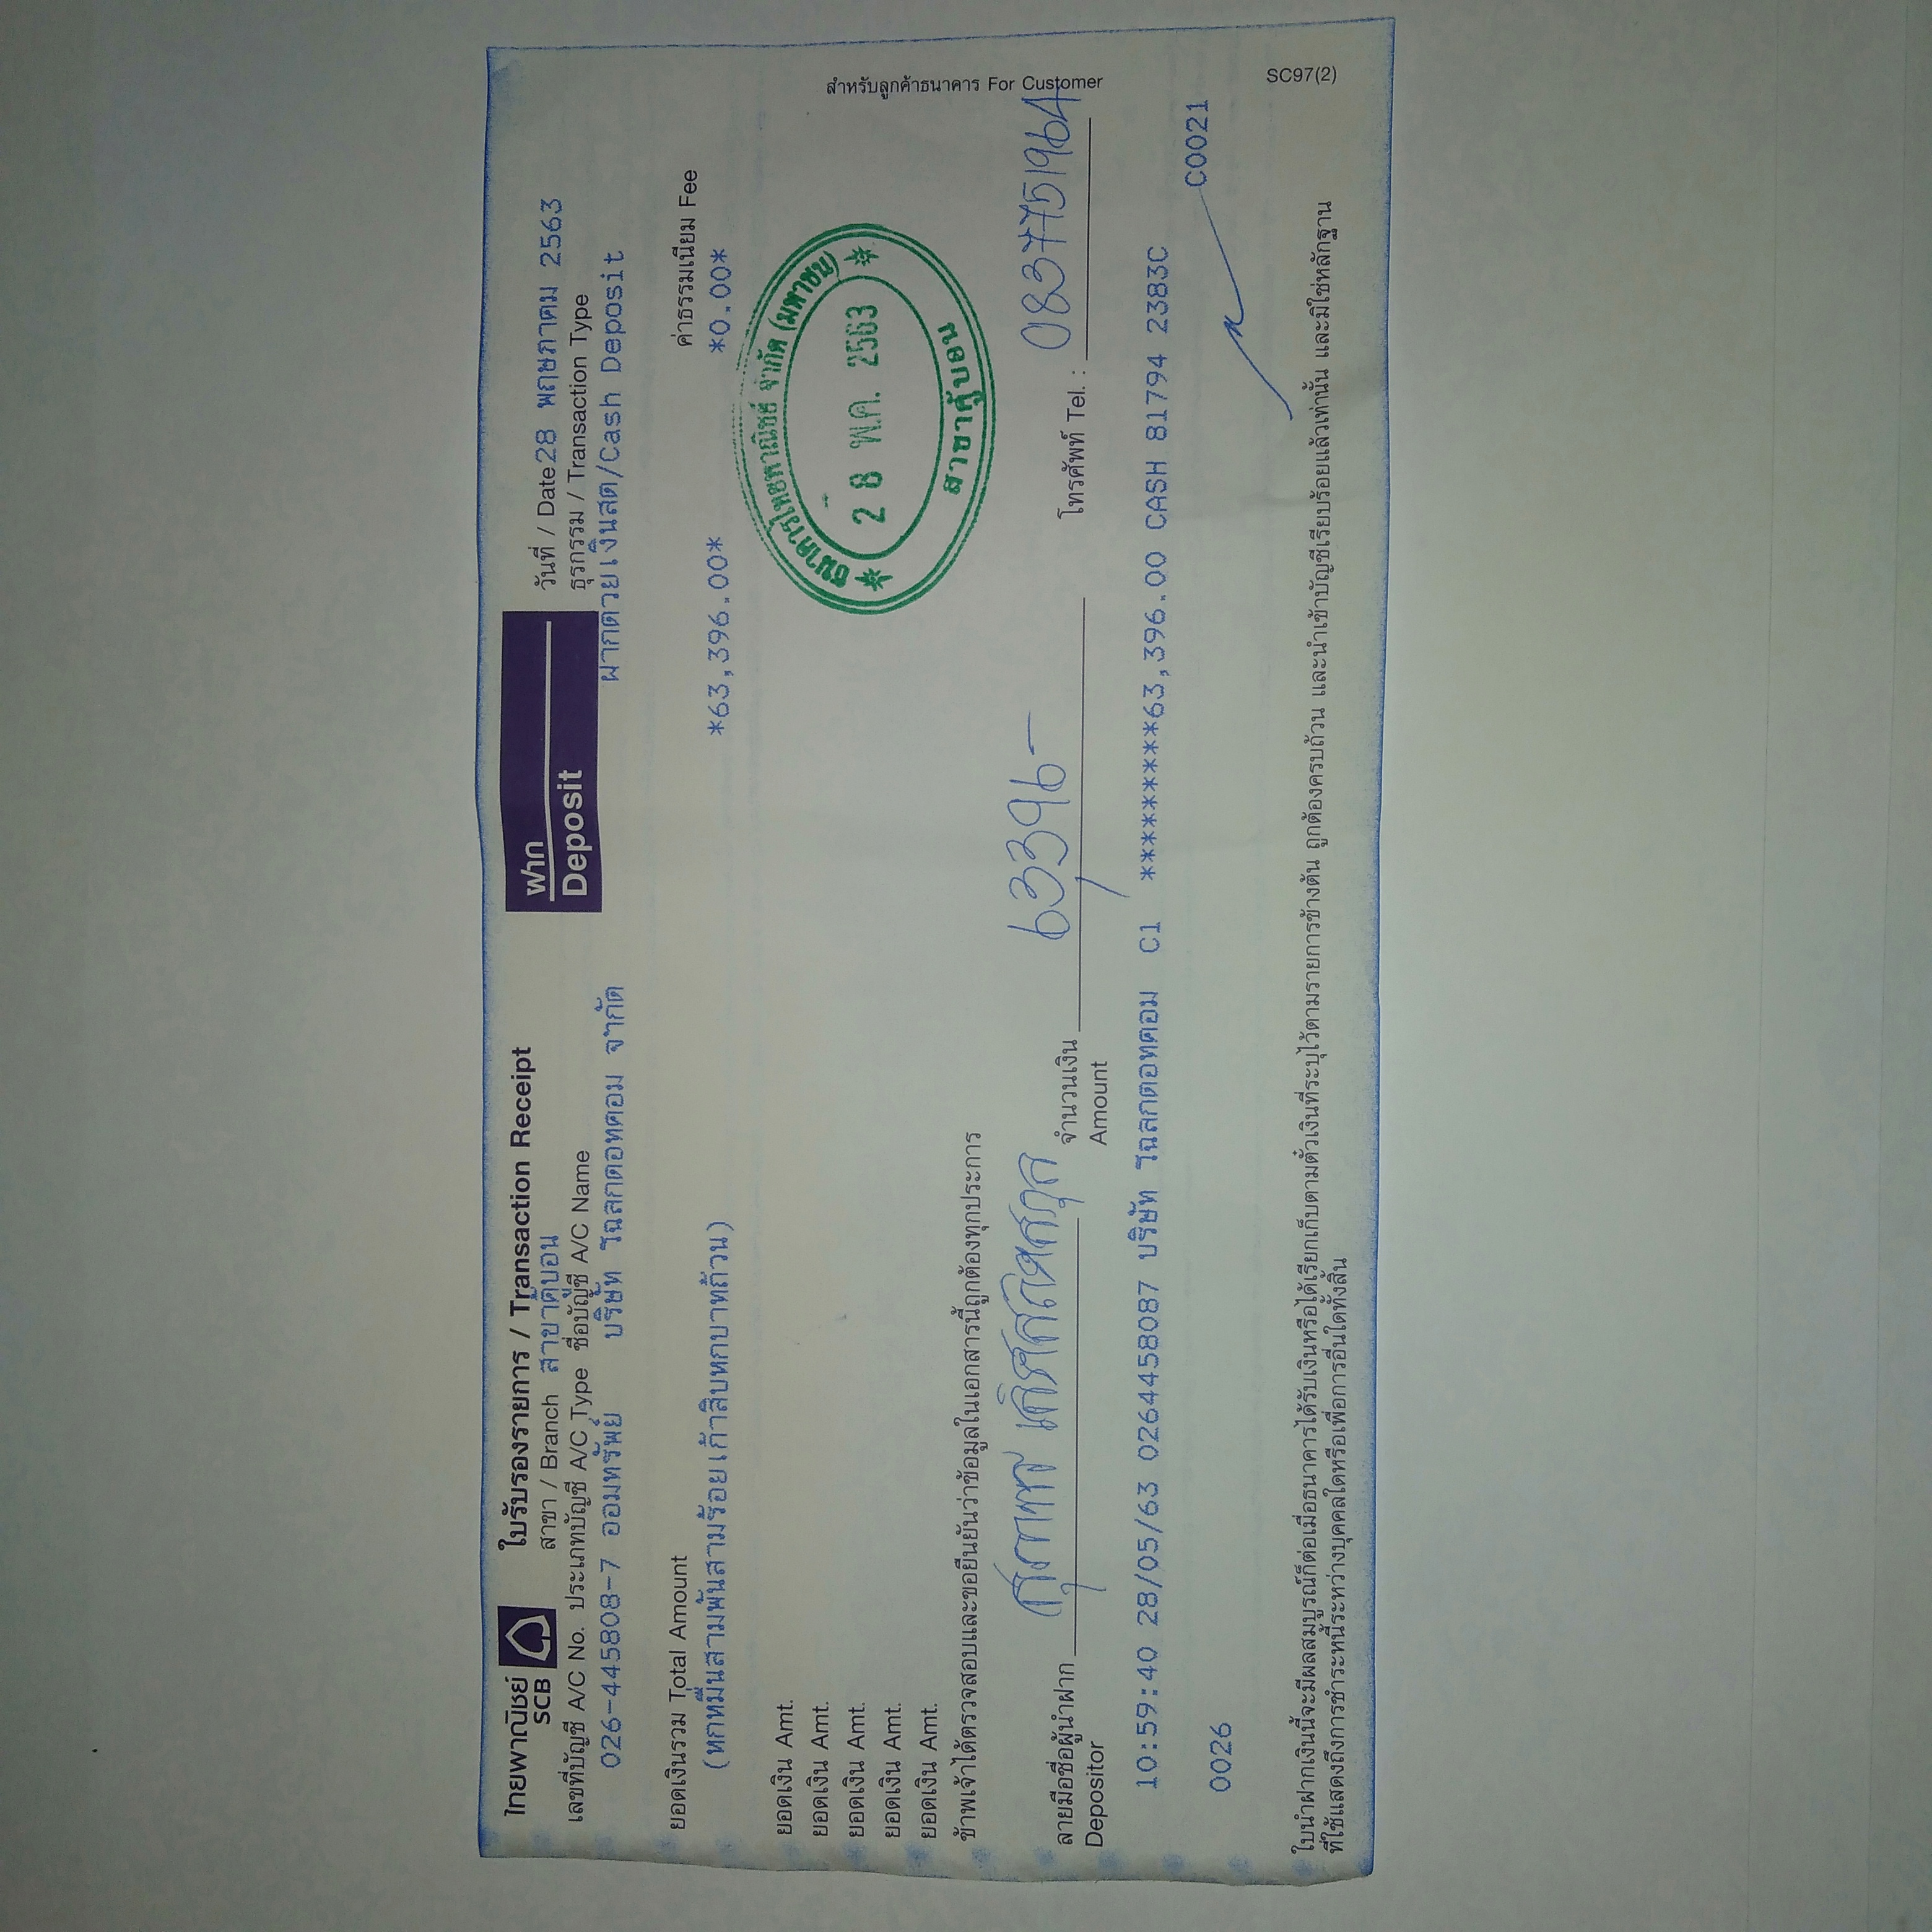 ไทยพาณิชย์
SCB
ใบรับรองรายการ / Transaction Receipt
ฝาก
Deposit
สาขา / Branch สาขาคู้บอน
วันที่ / Date 28 พฤษภาคม 2563
เลขที่บัญชี A/C No. ประเภทบัญชี A/C Type ชื่อบัญชี A/C Name
ธุรกรรม / Transaction Type
026-445808-7 ออมทรัพย์ บริษัท โฉลกดอทคอม จำกัด
ฝากด้วยเงินสด/Cash Deposit
ยอดเงินรวม Total Amount
ค่าธรรมเนียม Fee
(หกหมื่นสามพันสามร้อยเก้าสิบหกบาทถ้วน)
*63,396.00*
*0.00*
ยอดเงิน Amt.
ยอดเงิน Amt.
ยอดเงิน Amt.
ยอดเงิน Amt.
ยอดเงิน Amt.
ธนาคารไทยพาณิชย์ จำกัด (มหาชน)
28 พ.ค. 2563
สาขาคู้บอน
ข้าพเจ้าได้ตรวจสอบและขอยืนยันว่าข้อมูลในเอกสารนี้ถูกต้องทุกประการ
ลายมือชื่อผู้นำฝาก
Depositor
จำนวนเงิน 63396-
Amount
โทรศัพท์ Tel. : 0837751964
10:59:40 28/05/63 0264458087 บริษัท โฉลกดอทคอม C1 ********63,396.00 CASH 81794 2383C
0026
C0021
ใบนำฝากเงินนี้จะมีผลสมบูรณ์ก็ต่อเมื่อธนาคารได้รับเงินหรือได้เรียกเก็บตามตั๋วเงินที่ระบุไว้ตามรายการข้างต้น ถูกต้องครบถ้วน และนำเข้าบัญชีเรียบร้อยแล้วเท่านั้น และมิใช่หลักฐาน
ที่ใช้แสดงถึงการชำระหนี้ระหว่างบุคคลใดหรือเพื่อการอื่นใดทั้งสิ้น
สำหรับลูกค้าธนาคาร For Customer
SC97(2)